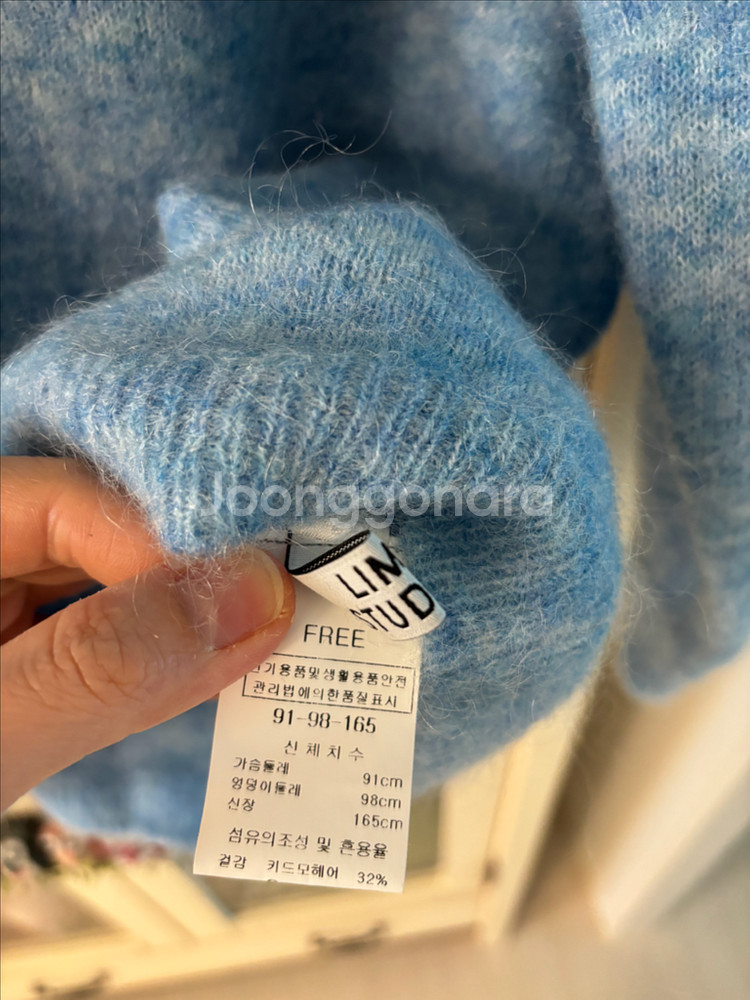 Joonggonara
LIM
STUD
FREE
전기용품및생활용품안전
관리법에의한품질표시
91-98-165
신체치수
가슴둘레 91cm
엉덩이둘레 98cm
신장 165cm
섬유의조성 및 혼용율
겉감 키드모헤어 32%